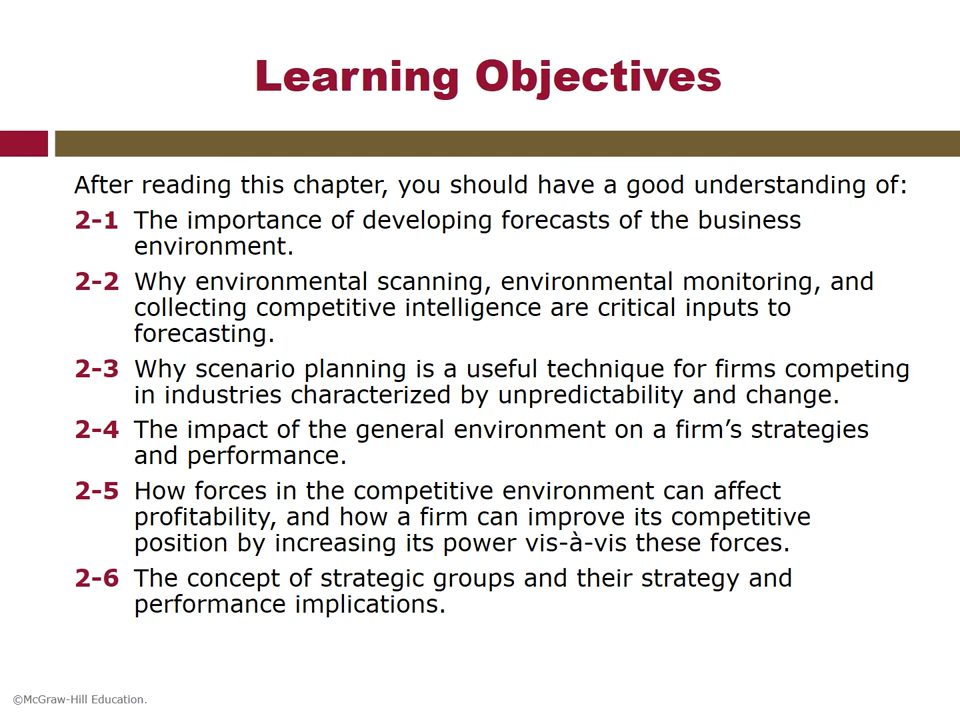 Learning Objectives
After reading this chapter, you should have a good understanding of:
2-1 The importance of developing forecasts of the business
environment.
2-2 Why environmental scanning, environmental monitoring, and
collecting competitive intelligence are critical inputs to
forecasting.
2-3 Why scenario planning is a useful technique for firms competing
in industries characterized by unpredictability and change.
2-4 The impact of the general environment on a firm’s strategies
and performance.
2-5 How forces in the competitive environment can affect
profitability, and how a firm can improve its competitive
position by increasing its power vis-à-vis these forces.
2-6 The concept of strategic groups and their strategy and
performance implications.
©McGraw-Hill Education.